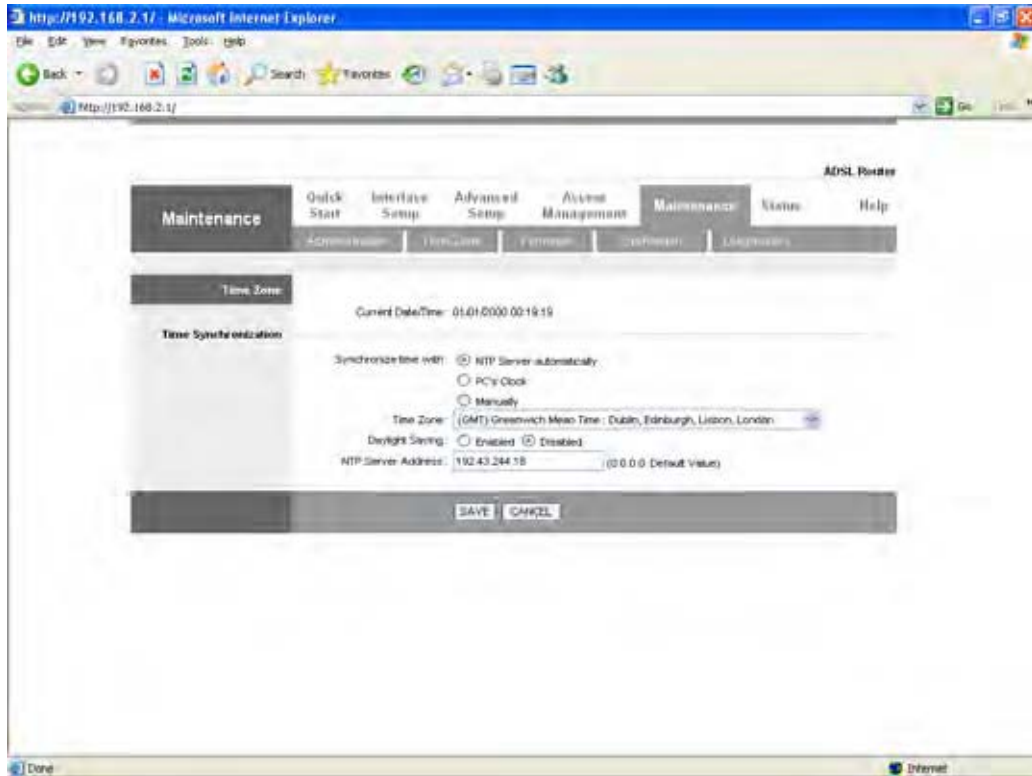 http://192.168.2.1/ - Microsoft Internet Explorer
File Edit View Favorites Tools Help
Back Search Favorites
http://192.168.2.1/ Go
ADSL Router
Maintenance
Quick Start
Interface Setup
Advanced Setup
Access Management
Maintenance
Status
Help
Administration Time Zone Firmware Diagnostics
Time Zone
Current Date/Time: 01/01/2000 00:19:19
Time Synchronization
Synchronize time with: NTP Server automatically
PC's Clock
Manually
Time Zone: (GMT) Greenwich Mean Time : Dublin, Edinburgh, Lisbon, London
Daylight Saving: Enabled Disabled
NTP Server Address: 192.43.244.18 (0.0.0.0: Default Value)
SAVE CANCEL
Done Internet